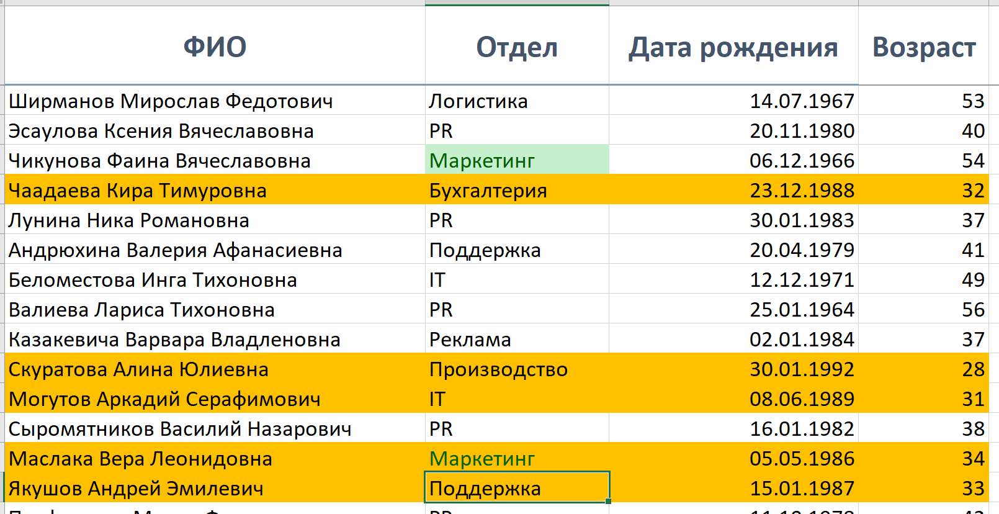 ФИО Отдел Дата рождения Возраст
Ширманов Мирослав Федотович Логистика 14.07.1967 53
Эсаулова Ксения Вячеславовна PR 20.11.1980 40
Чикунова Фаина Вячеславовна Маркетинг 06.12.1966 54
Чаадаева Кира Тимуровна Бухгалтерия 23.12.1988 32
Лунина Ника Романовна PR 30.01.1983 37
Андрюхина Валерия Афанасиевна Поддержка 20.04.1979 41
Беломестова Инга Тихоновна IT 12.12.1971 49
Валиева Лариса Тихоновна PR 25.01.1964 56
Казакевича Варвара Владленовна Реклама 02.01.1984 37
Скуратова Алина Юлиевна Производство 30.01.1992 28
Могутов Аркадий Серафимович IT 08.06.1989 31
Сыромятников Василий Назарович PR 16.01.1982 38
Маслака Вера Леонидовна Маркетинг 05.05.1986 34
Якушов Андрей Эмилевич Поддержка 15.01.1987 33
PR